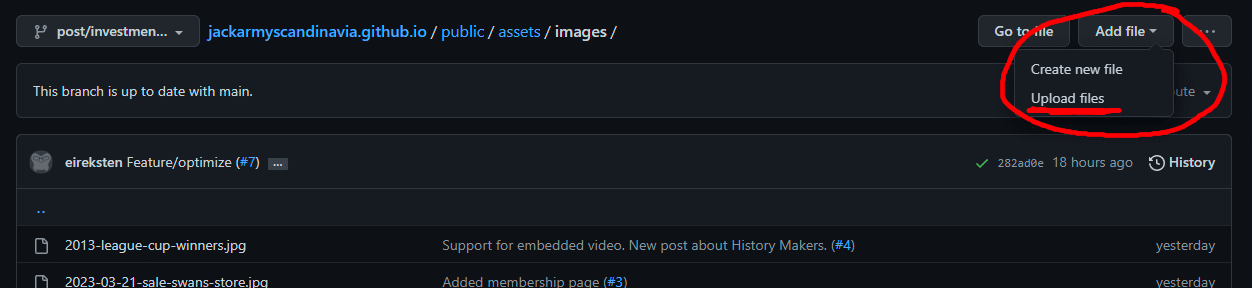 post/investmen... jackarmyscandinavia.github.io / public / assets / images / Go to file Add file ...
Create new file
This branch is up to date with main.
Upload files
eireksten Feature/optimize (#7) ... 282ad0e 18 hours ago History
..
2013-league-cup-winners.jpg Support for embedded video. New post about History Makers. (#4) yesterday
2023-03-21-sale-swans-store.jpg Added membership page (#3) yesterday